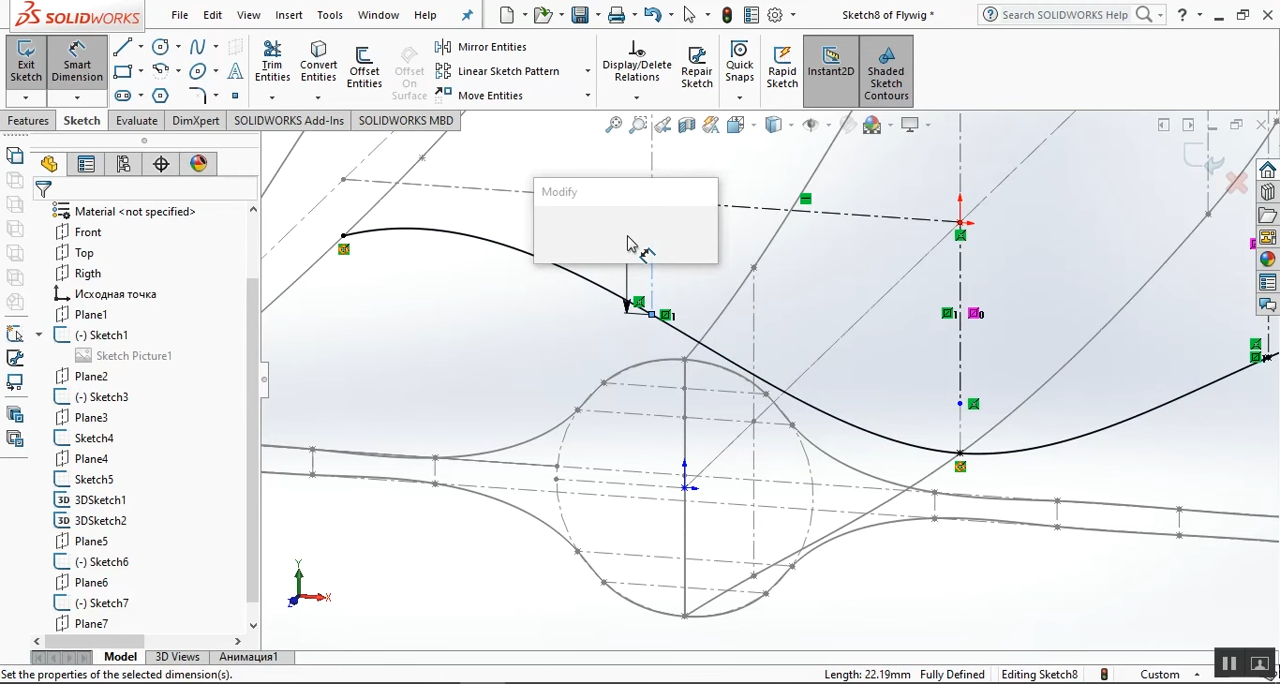 SOLIDWORKS File Edit View Insert Tools Window Help Sketch8 of Flywig * Search SOLIDWORKS Help ?
Exit Sketch Smart Dimension Trim Entities Convert Entities Offset Entities Offset On Surface Mirror Entities Linear Sketch Pattern Move Entities Display/Delete Relations Repair Sketch Quick Snaps Rapid Sketch Instant2D Shaded Sketch Contours
Features Sketch Evaluate DimXpert SOLIDWORKS Add-Ins SOLIDWORKS MBD
Modify
Material <not specified>
Front
Top
Rigth
Исходная точка
Plane1
(-) Sketch1
Sketch Picture1
Plane2
(-) Sketch3
Plane3
Sketch4
Plane4
Sketch5
3D 3DSketch1
3D 3DSketch2
Plane5
(-) Sketch6
Plane6
(-) Sketch7
Plane7
1
1
0
Y
X
Z
Model 3D Views Анимация1
Set the properties of the selected dimension(s). Length: 22.19mm Fully Defined Editing Sketch8 Custom